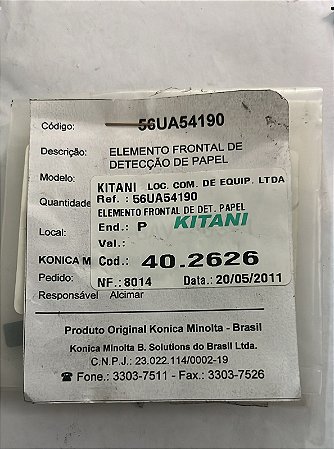 Código: 56UA54190
Descrição: ELEMENTO FRONTAL DE
DETECÇÃO DE PAPEL
Modelo:
Quantidade
Local:
KONICA M
Pedido:
Responsável Alcimar
KITANI LOC. COM. DE EQUIP. LTDA
Ref.: 56UA54190
ELEMENTO FRONTAL DE DET. PAPEL
End.: P KITANI
Val.:
Cod.: 40.2626
NF.: 8014 Data.: 20/05/2011
Produto Original Konica Minolta - Brasil
Konica Minolta B. Solutions do Brasil Ltda.
C.N.P.J.: 23.022.114/0002-19
☎ Fone.: 3303-7511 - Fax.: 3303-7526